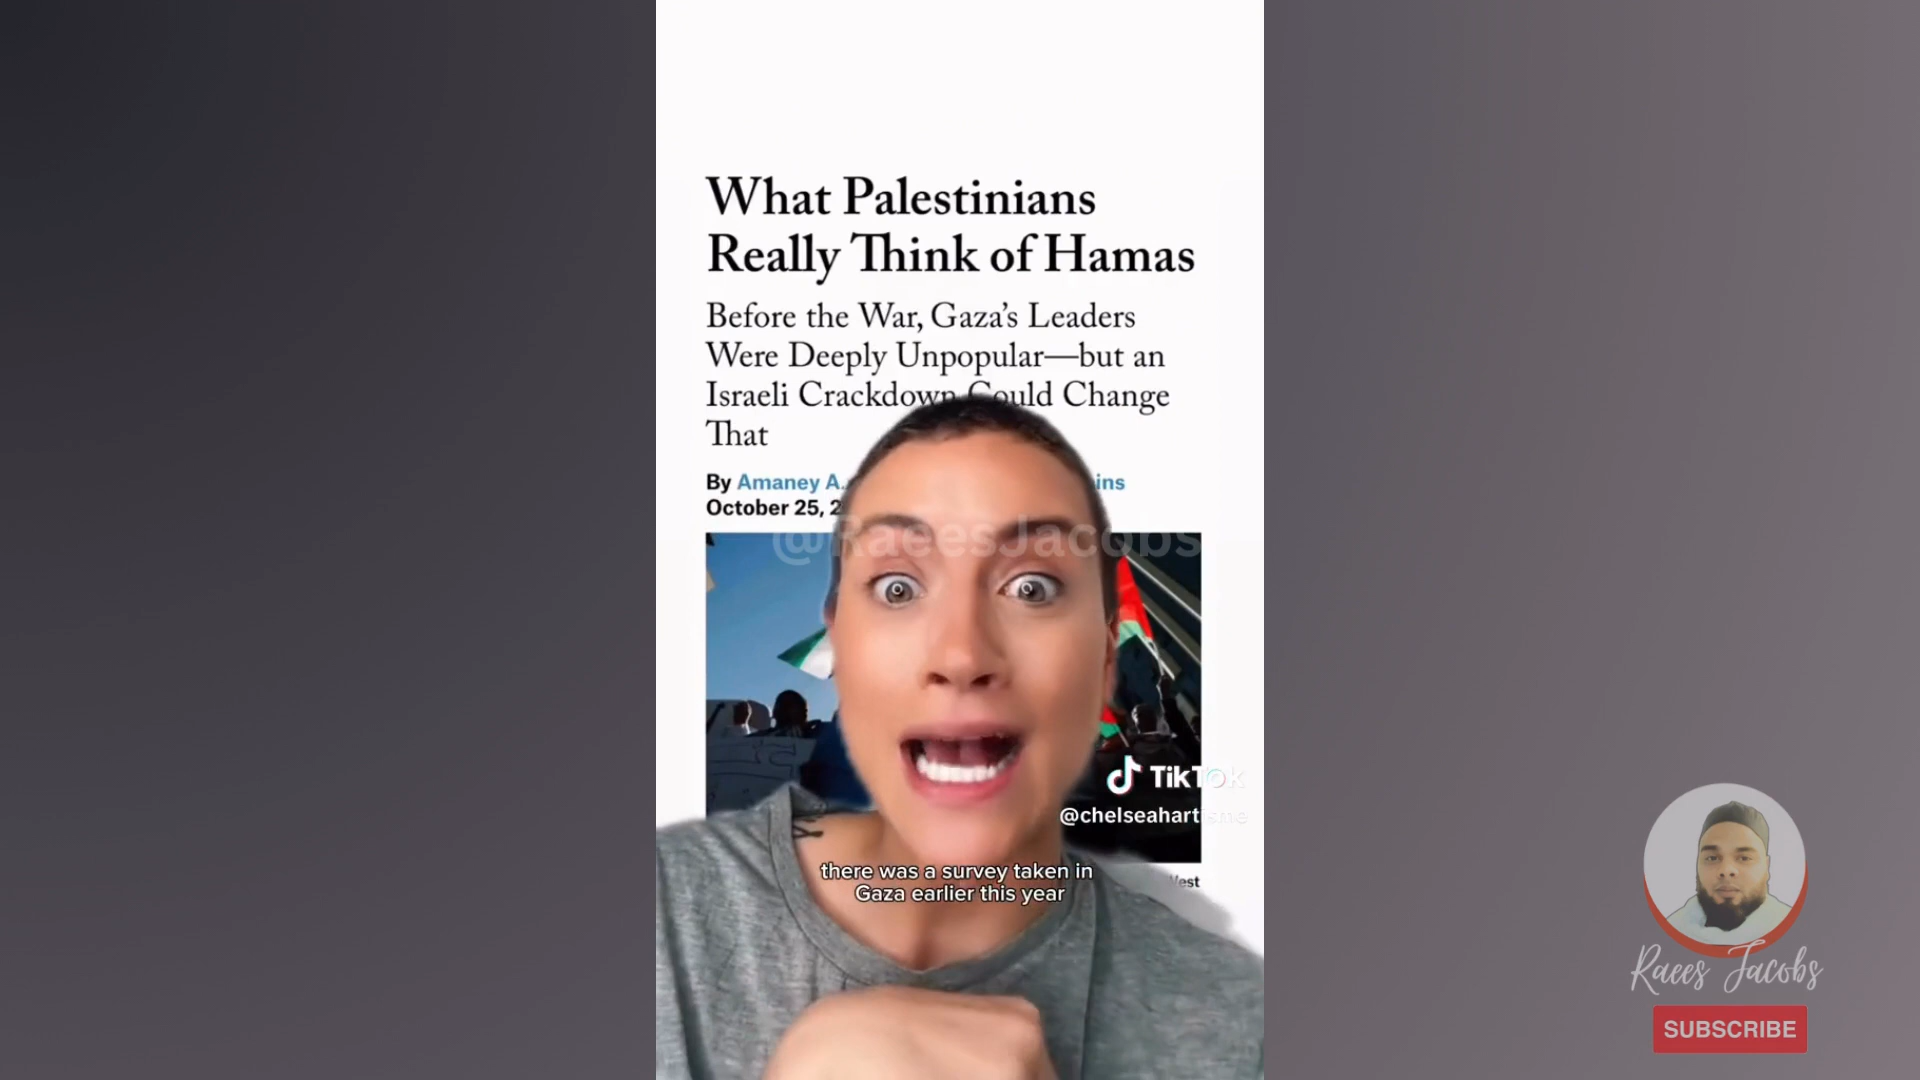 What Palestinians
Really Think of Hamas
Before the War, Gaza's Leaders
Were Deeply Unpopular—but an
Israeli Crackdown Could Change
That
By Amaney A.
October 25, 2
@RaeesJacobs
TikTok
@chelseahartisme
there was a survey taken in
Gaza earlier this year
Raees Jacobs
SUBSCRIBE